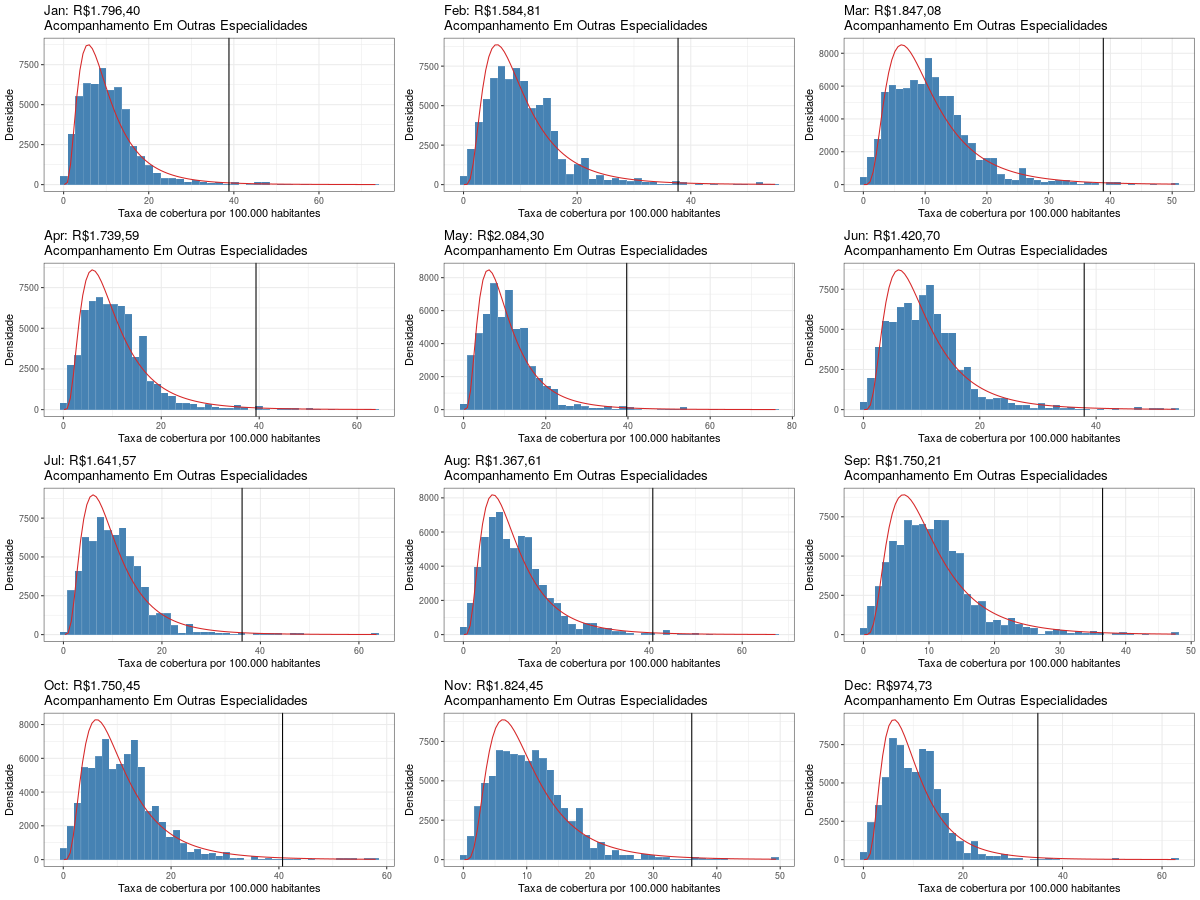 Jan: R$1.796,40
Acompanhamento Em Outras Especialidades
Densidade
7500
5000
2500
0
0
20
40
60
Taxa de cobertura por 100.000 habitantes
Feb: R$1.584,81
Acompanhamento Em Outras Especialidades
Densidade
7500
5000
2500
0
0
20
40
Taxa de cobertura por 100.000 habitantes
Mar: R$1.847,08
Acompanhamento Em Outras Especialidades
Densidade
8000
6000
4000
2000
0
0
10
20
30
40
50
Taxa de cobertura por 100.000 habitantes
Apr: R$1.739,59
Acompanhamento Em Outras Especialidades
Densidade
7500
5000
2500
0
0
20
40
60
Taxa de cobertura por 100.000 habitantes
May: R$2.084,30
Acompanhamento Em Outras Especialidades
Densidade
8000
6000
4000
2000
0
0
20
40
60
80
Taxa de cobertura por 100.000 habitantes
Jun: R$1.420,70
Acompanhamento Em Outras Especialidades
Densidade
7500
5000
2500
0
0
20
40
Taxa de cobertura por 100.000 habitantes
Jul: R$1.641,57
Acompanhamento Em Outras Especialidades
Densidade
7500
5000
2500
0
0
20
40
60
Taxa de cobertura por 100.000 habitantes
Aug: R$1.367,61
Acompanhamento Em Outras Especialidades
Densidade
8000
6000
4000
2000
0
0
20
40
60
Taxa de cobertura por 100.000 habitantes
Sep: R$1.750,21
Acompanhamento Em Outras Especialidades
Densidade
7500
5000
2500
0
0
10
20
30
40
50
Taxa de cobertura por 100.000 habitantes
Oct: R$1.750,45
Acompanhamento Em Outras Especialidades
Densidade
8000
6000
4000
2000
0
0
20
40
60
Taxa de cobertura por 100.000 habitantes
Nov: R$1.824,45
Acompanhamento Em Outras Especialidades
Densidade
7500
5000
2500
0
0
10
20
30
40
50
Taxa de cobertura por 100.000 habitantes
Dec: R$974,73
Acompanhamento Em Outras Especialidades
Densidade
7500
5000
2500
0
0
20
40
60
Taxa de cobertura por 100.000 habitantes